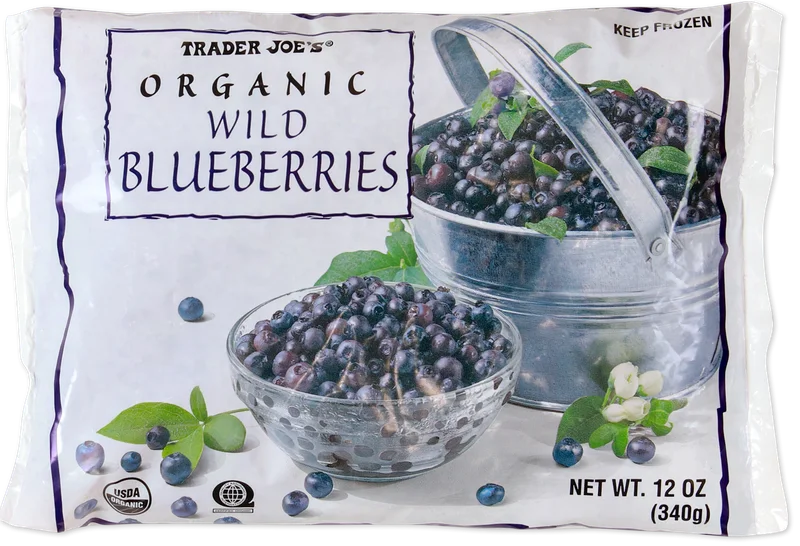 TRADER JOE'S®
ORGANIC
WILD
BLUEBERRIES
KEEP FROZEN
USDA
ORGANIC
NET WT. 12 OZ
(340g)